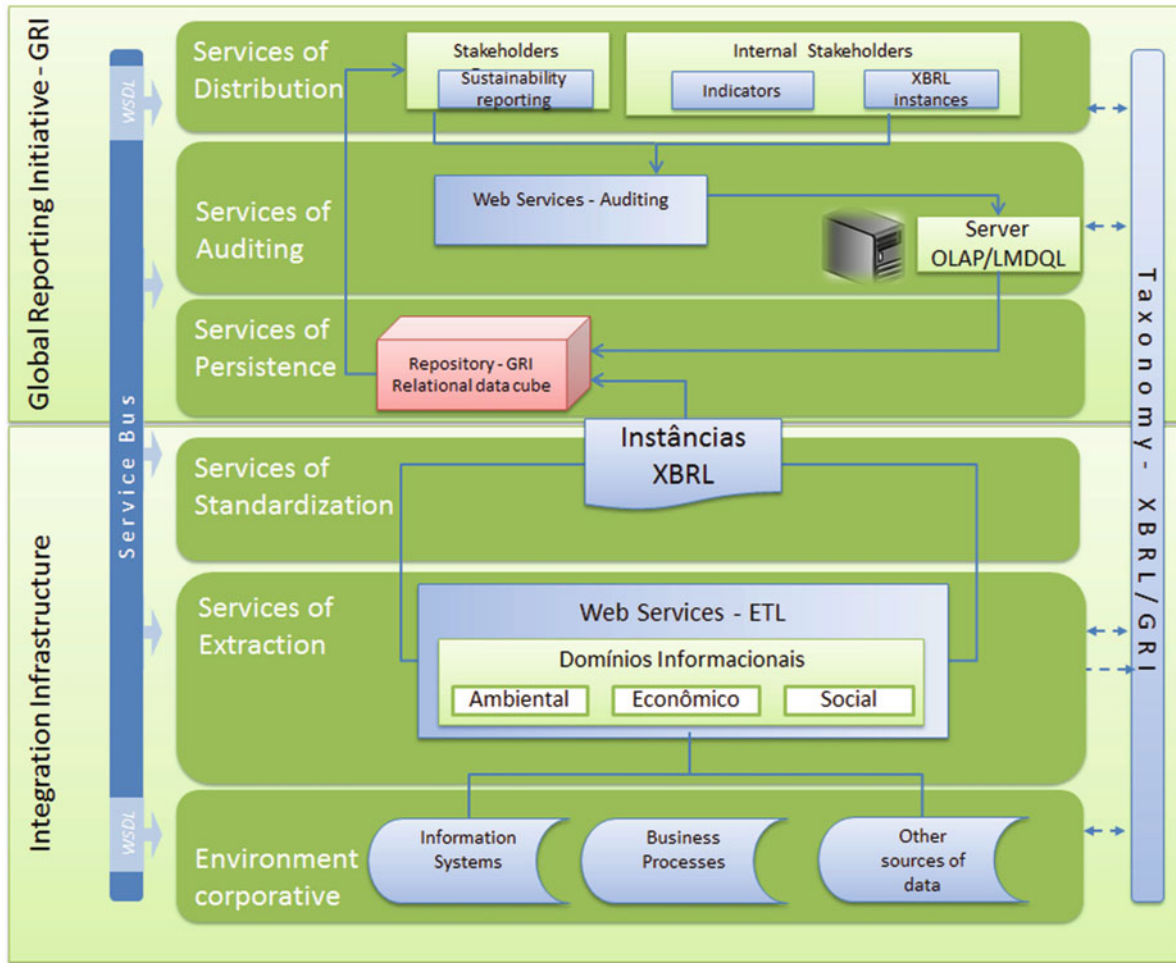 Global Reporting Initiative - GRI
Integration Infrastructure
WSDL
Service Bus
WSDL
Services of
Distribution
Stakeholders
Sustainability
reporting
Internal Stakeholders
Indicators
XBRL
instances
Services of
Auditing
Web Services - Auditing
Server
OLAP/LMDQL
Services of
Persistence
Repository - GRI
Relational data cube
Services of
Standardization
Instâncias
XBRL
Services of
Extraction
Web Services - ETL
Domínios Informacionais
Ambiental
Econômico
Social
Environment
corporative
Information
Systems
Business
Processes
Other
sources of
data
Taxonomy - XBRL/GRI